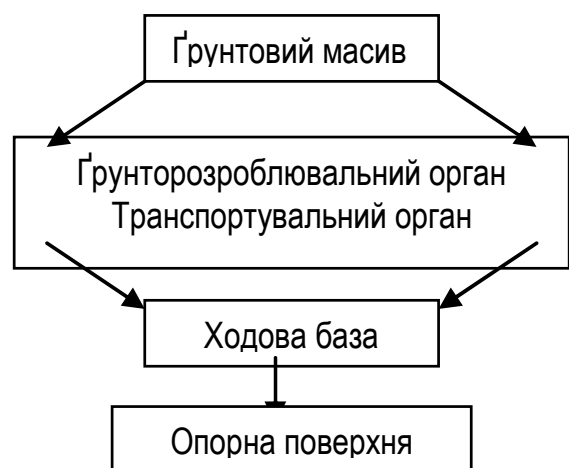 Ґрунтовий масив
Ґрунторозроблювальний орган
Транспортувальний орган
Ходова база
Опорна поверхня